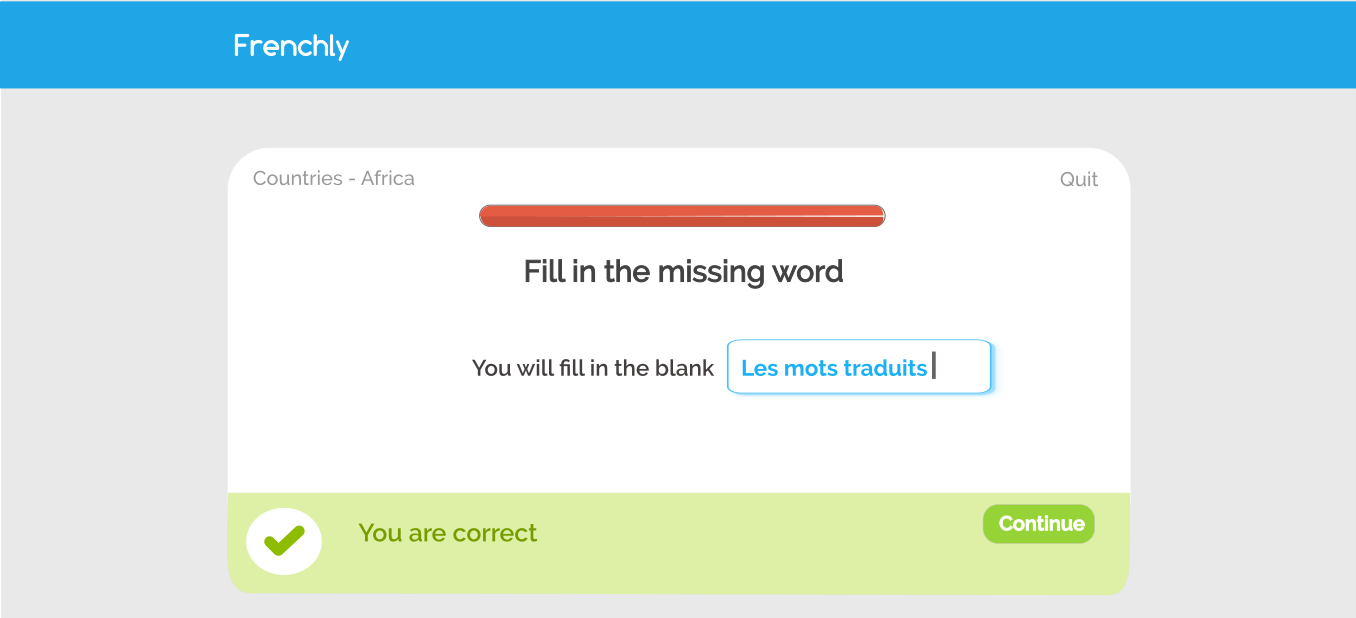 Frenchly
Countries - Africa
Quit
Fill in the missing word
You will fill in the blank
Les mots traduits
You are correct
Continue